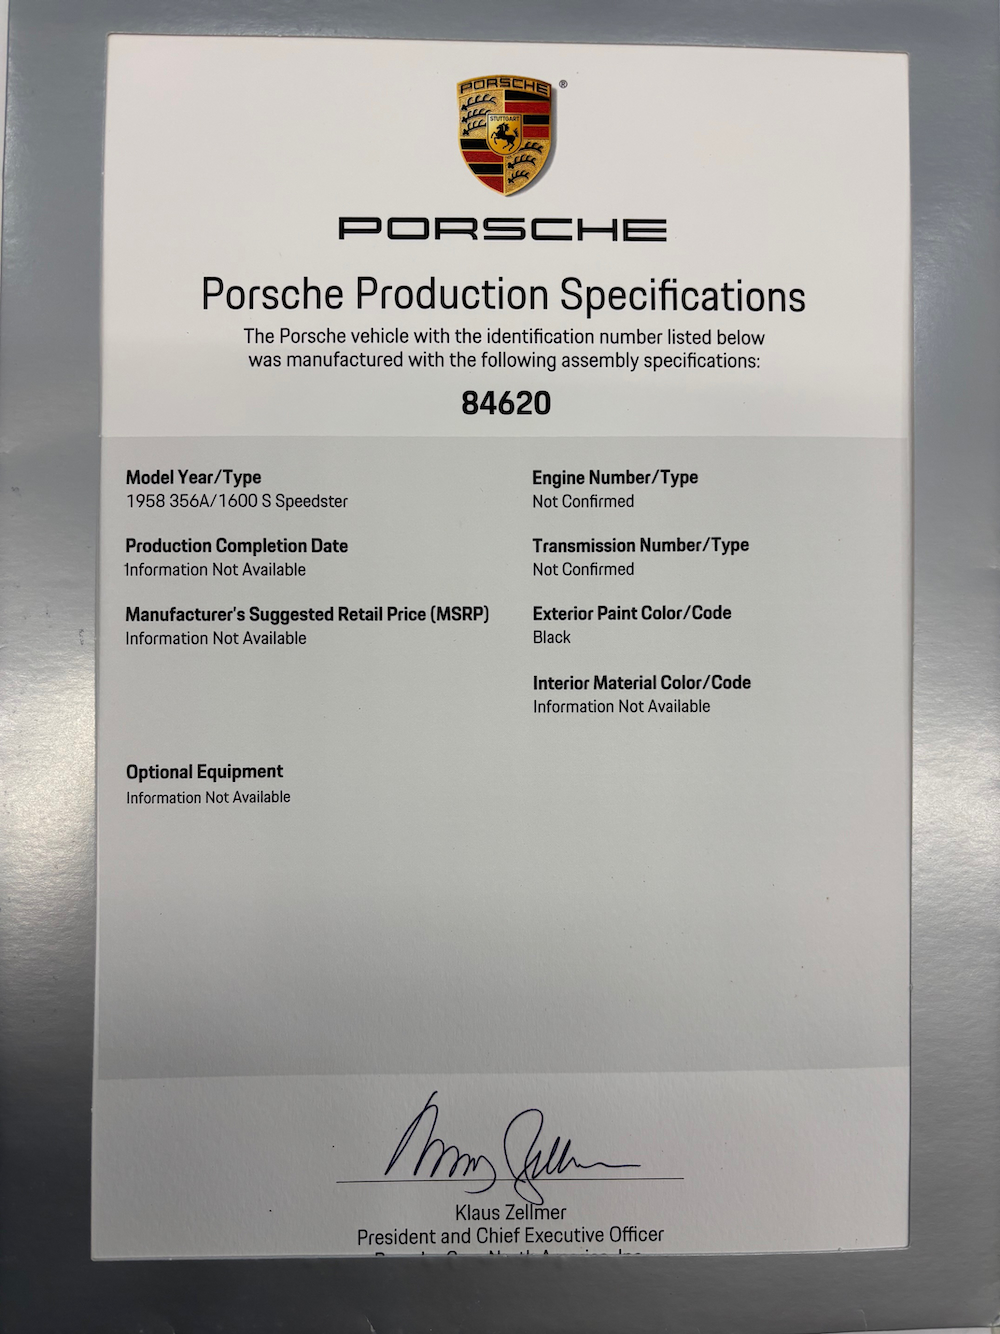 PORSCHE
®
STUTTGART
PORSCHE
Porsche Production Specifications
The Porsche vehicle with the identification number listed below
was manufactured with the following assembly specifications:
84620
Model Year/Type
1958 356A/1600 S Speedster
Production Completion Date
1nformation Not Available
Manufacturer's Suggested Retail Price (MSRP)
Information Not Available
Optional Equipment
Information Not Available
Engine Number/Type
Not Confirmed
Transmission Number/Type
Not Confirmed
Exterior Paint Color/Code
Black
Interior Material Color/Code
Information Not Available
Klaus Zellmer
President and Chief Executive Officer